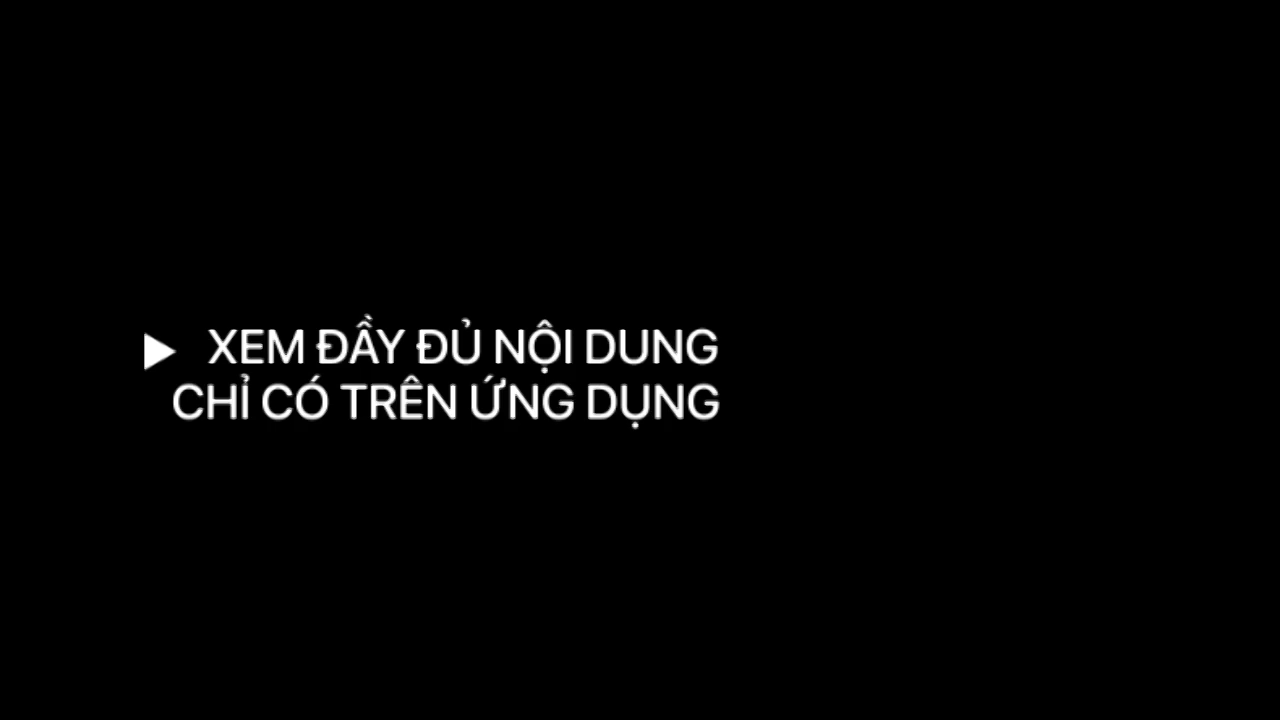 XEM ĐẦY ĐỦ NỘI DUNG
CHỈ CÓ TRÊN ỨNG DỤNG